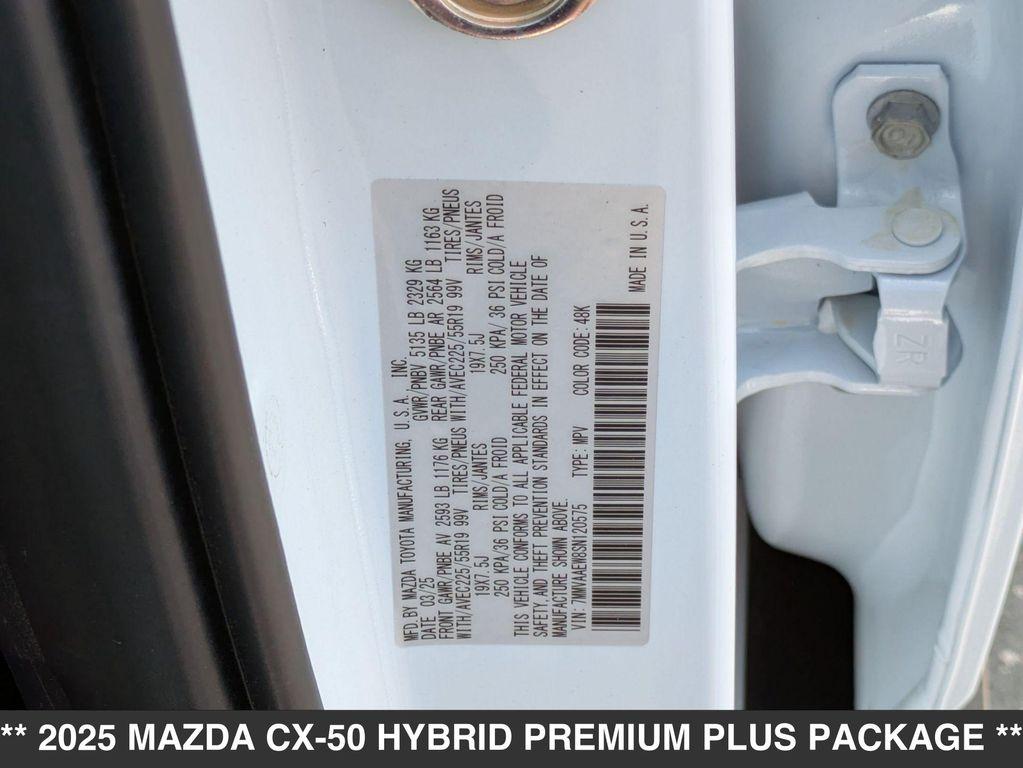 MFD. BY MAZDA TOYOTA MANUFACTURING, U.S.A. INC.
DATE 03/25 GVWR/PNBV 5135 LB 2329 KG
FRONT GAWR/PNBE AV 2593 LB 1176 KG REAR GAWR/PNBE AR 2564 LB 1163 KG
WITH/AVEC225/55R19 99V TIRES/PNEUS WITH/AVEC225/55R19 99V TIRES/PNEUS
19X7.5J RIMS/JANTES 19X7.5J RIMS/JANTES
250 KPA/36 PSI COLD/A FROID 250 KPA/ 36 PSI COLD/A FROID
THIS VEHICLE CONFORMS TO ALL APPLICABLE FEDERAL MOTOR VEHICLE
SAFETY AND THEFT PREVENTION STANDARDS IN EFFECT ON THE DATE OF
MANUFACTURE SHOWN ABOVE.
VIN: 7MMVAAEW8SN120575 TYPE: MPV COLOR CODE: 48K
MADE IN U.S.A.
ZR
** 2025 MAZDA CX-50 HYBRID PREMIUM PLUS PACKAGE **